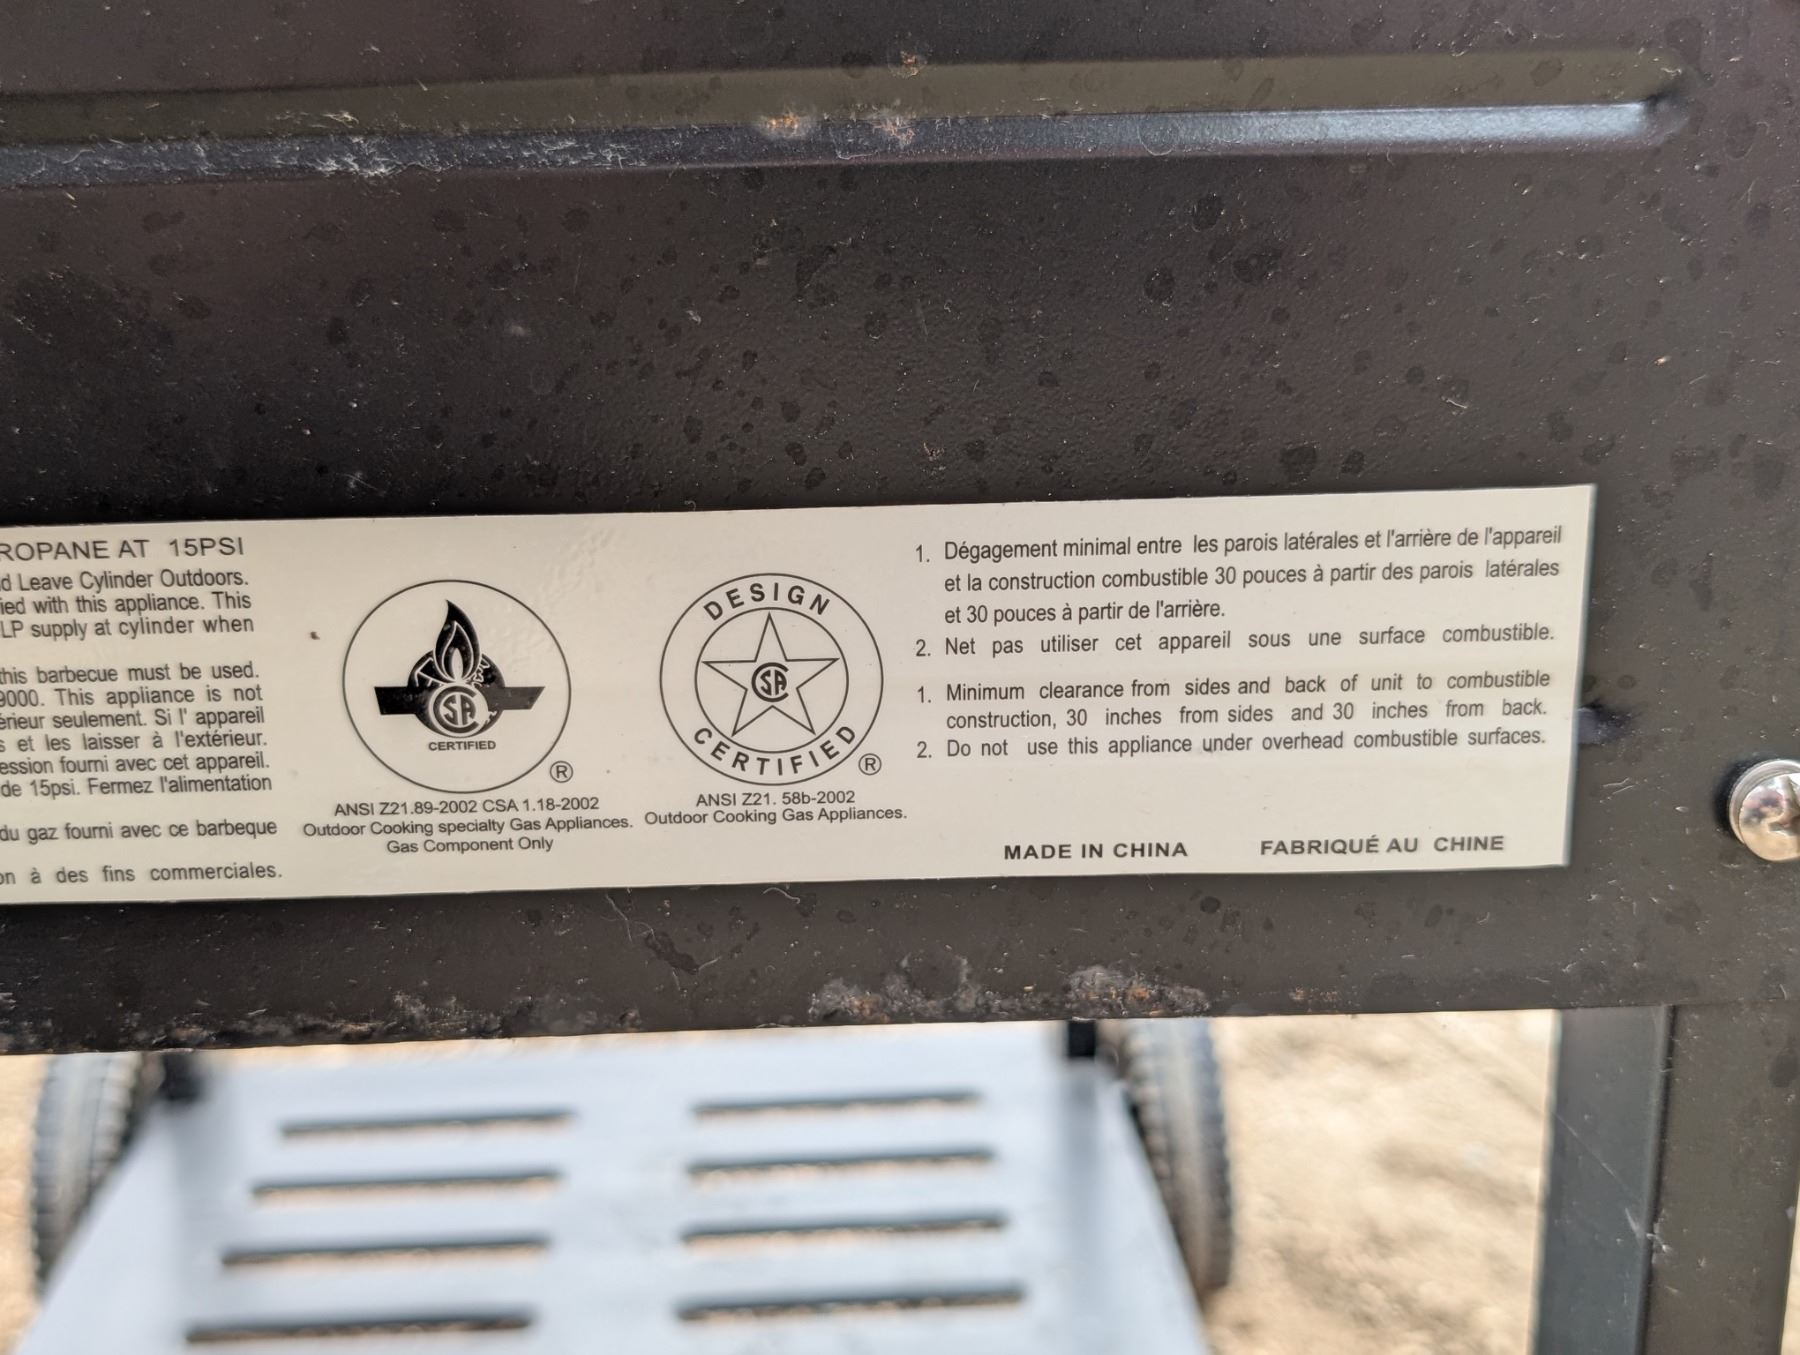 ROPANE AT 15PSI
d Leave Cylinder Outdoors.
ied with this appliance. This
LP supply at cylinder when
this barbecue must be used.
9000. This appliance is not
érieur seulement. Si l' appareil
s et les laisser à l'extérieur.
ession fourni avec cet appareil.
de 15psi. Fermez l'alimentation
du gaz fourni avec ce barbeque
on à des fins commerciales.
CSA
CERTIFIED
®
ANSI Z21.89-2002 CSA 1.18-2002
Outdoor Cooking specialty Gas Appliances.
Gas Component Only
DESIGN
CSA
CERTIFIED
®
ANSI Z21. 58b-2002
Outdoor Cooking Gas Appliances.
1. Dégagement minimal entre les parois latérales et l'arrière de l'appareil
et la construction combustible 30 pouces à partir des parois latérales
et 30 pouces à partir de l'arrière.
2. Net pas utiliser cet appareil sous une surface combustible.
1. Minimum clearance from sides and back of unit to combustible
construction, 30 inches from sides and 30 inches from back.
2. Do not use this appliance under overhead combustible surfaces.
MADE IN CHINA FABRIQUÉ AU CHINE